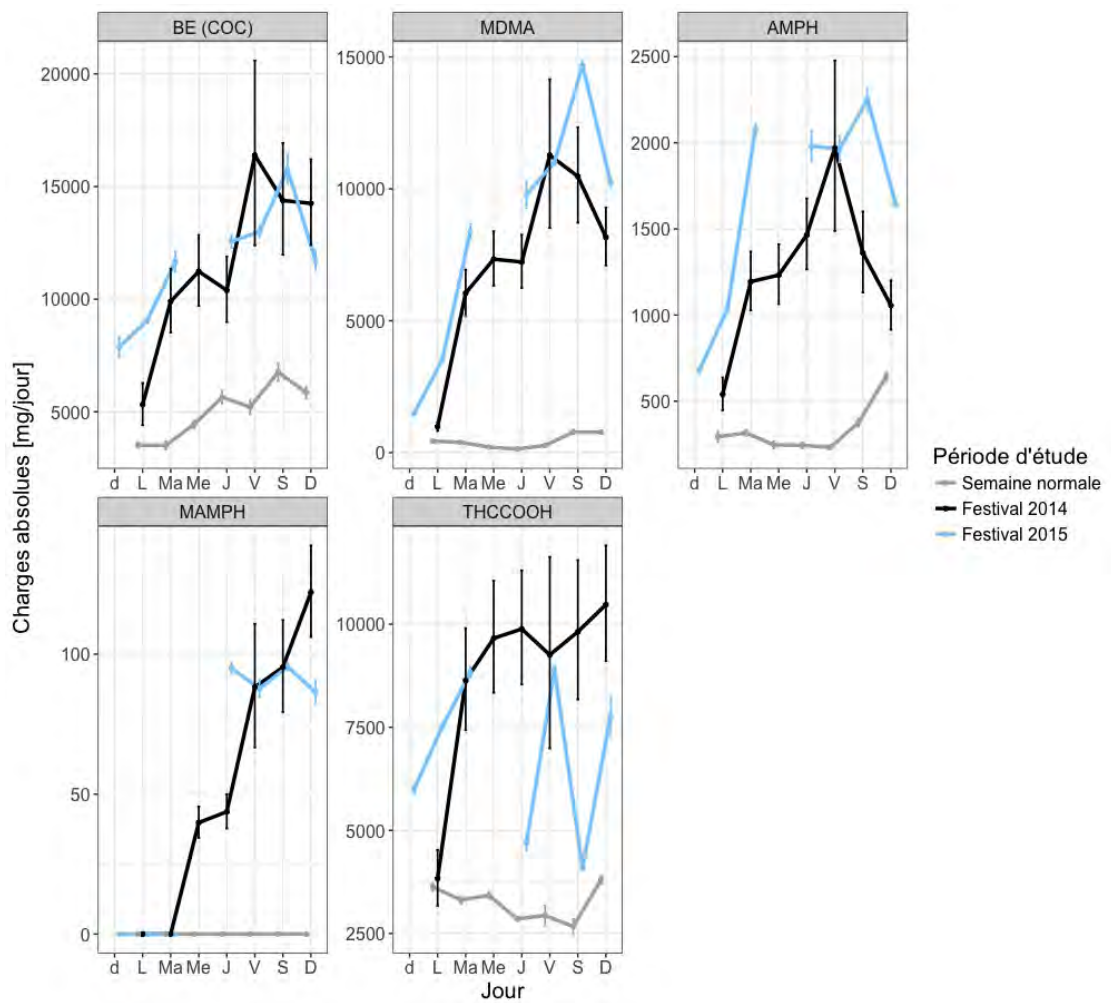 BE (COC)
MDMA
AMPH
20000
15000
10000
5000
15000
10000
5000
0
2500
2000
1500
1000
500
d L Ma Me J V S D
d L Ma Me J V S D
d L Ma Me J V S D
Charges absolues [mg/jour]
MAMPH
THCCOOH
100
50
0
10000
7500
5000
2500
d L Ma Me J V S D
d L Ma Me J V S D
Jour
Période d'étude
Semaine normale
Festival 2014
Festival 2015